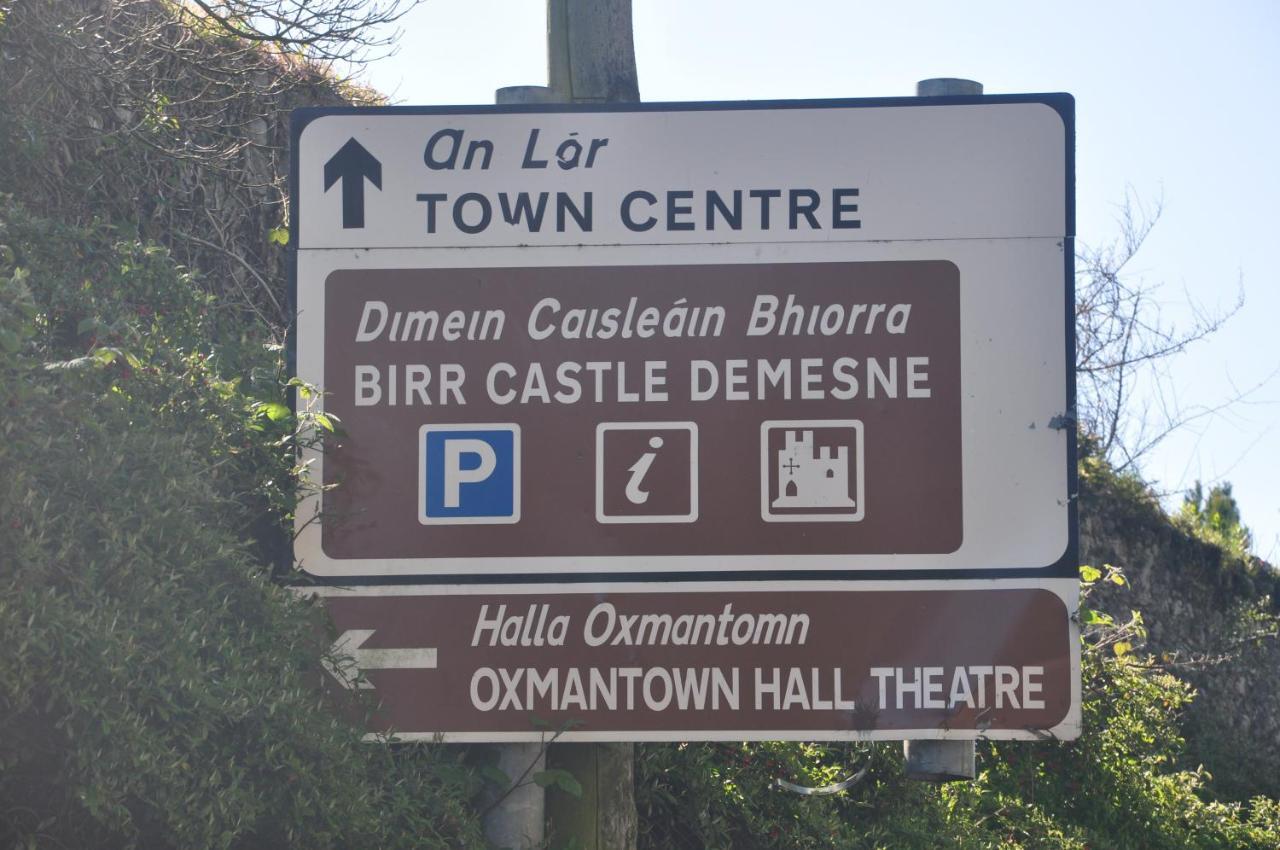 An Lár
TOWN CENTRE
Dımeın Caısleáın Bhıorra
BIRR CASTLE DEMESNE
P i
Halla Oxmantomn
OXMANTOWN HALL THEATRE